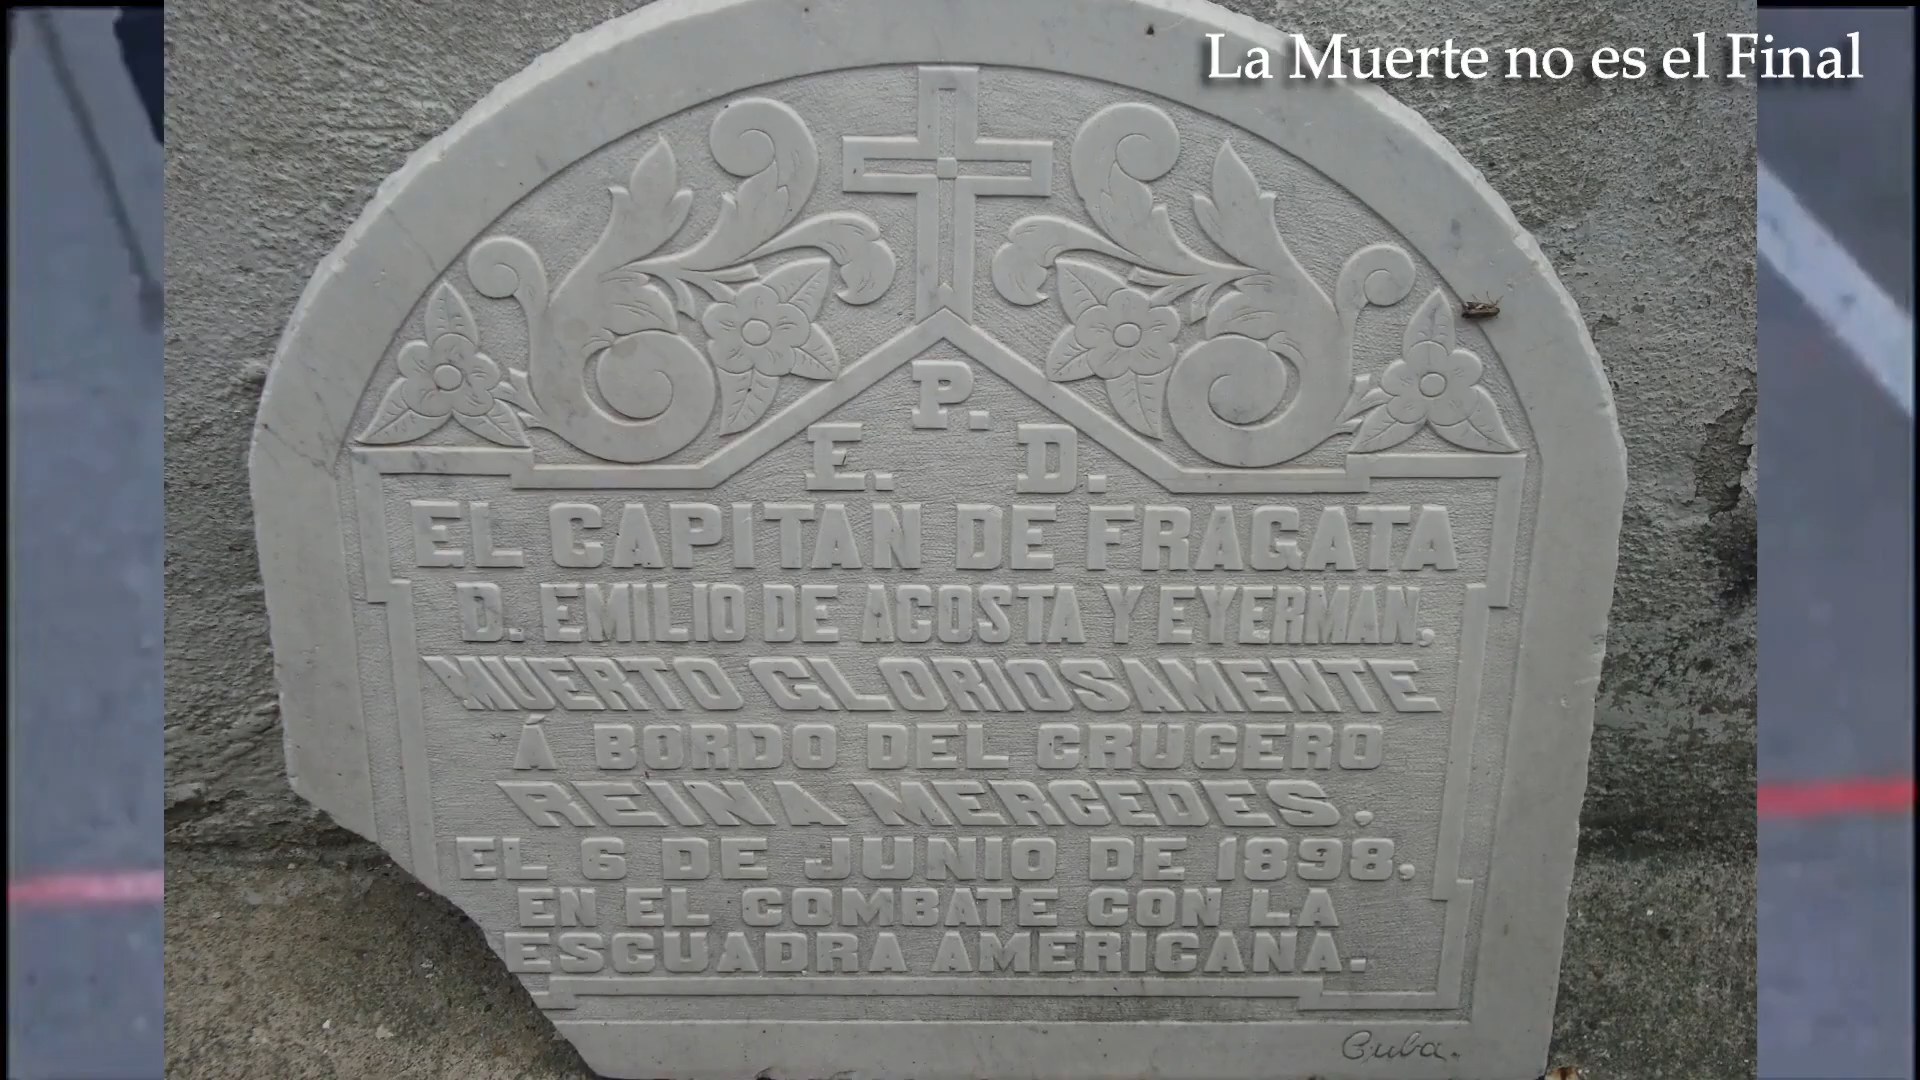 La Muerte no es el Final
E. P. D.
EL CAPITAN DE FRAGATA
D. EMILIO DE ACOSTA Y EYERMAN,
MUERTO GLORIOSAMENTE
Á BORDO DEL CRUCERO
REINA MERCEDES.
EL 6 DE JUNIO DE 1898,
EN EL COMBATE CON LA
ESCUADRA AMERICANA.
Cuba.